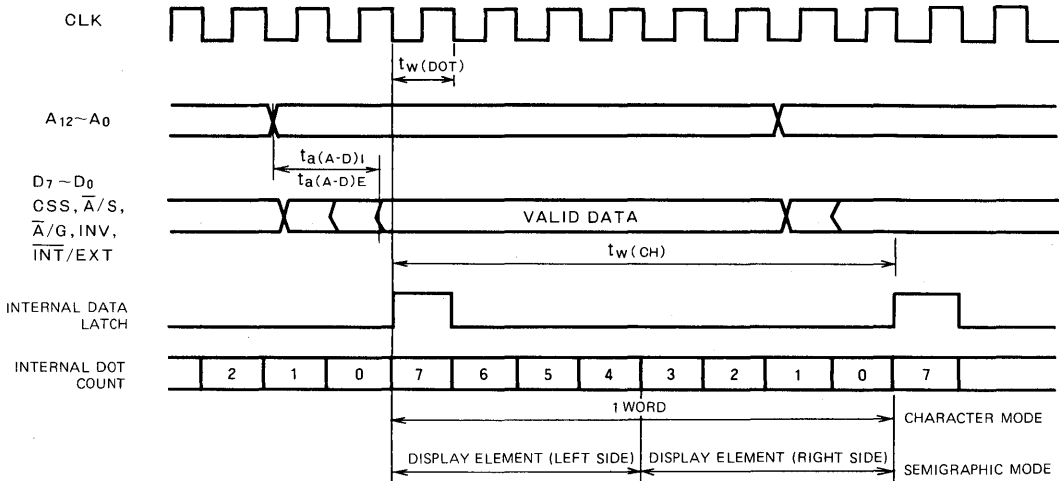 CLK
tw(DOT)
A12~A0
ta(A-D)I
ta(A-D)E
D7~D0
CSS, A̅/S,
A̅/G, INV,
I̅N̅T̅/EXT
VALID DATA
tw(CH)
INTERNAL DATA
LATCH
INTERNAL DOT
COUNT
2 1 0 7 6 5 4 3 2 1 0 7
1 WORD
CHARACTER MODE
DISPLAY ELEMENT (LEFT SIDE) DISPLAY ELEMENT (RIGHT SIDE)
SEMIGRAPHIC MODE